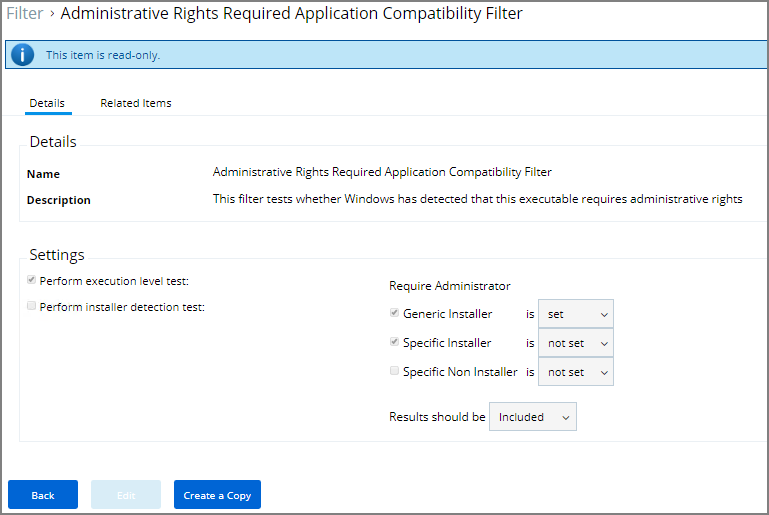 Filter › Administrative Rights Required Application Compatibility Filter
This item is read-only.
Details Related Items
Details
Name Administrative Rights Required Application Compatibility Filter
Description This filter tests whether Windows has detected that this executable requires administrative rights
Settings
Perform execution level test: Require Administrator
Perform installer detection test: Generic Installer is set
Specific Installer is not set
Specific Non Installer is not set
Results should be Included
Back Edit Create a Copy